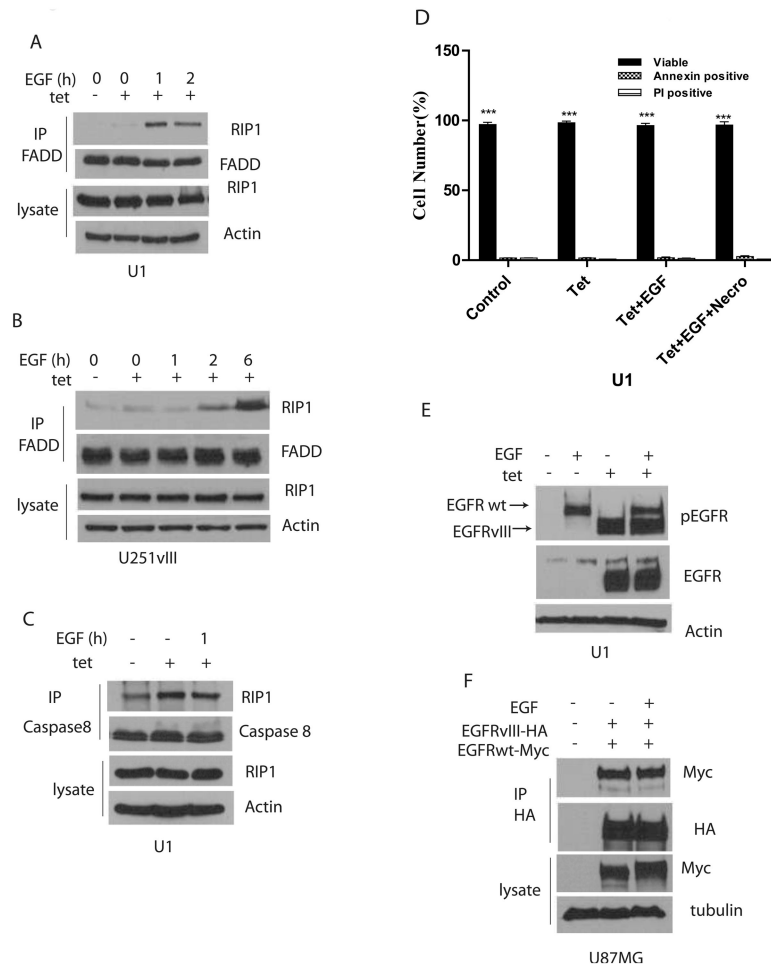 A
EGF (h) 0 0 1 2
tet - + + +
IP
FADD
RIP1
FADD
lysate
RIP1
Actin
U1
B
EGF (h) 0 0 1 2 6
tet - + + + +
IP
FADD
RIP1
FADD
lysate
RIP1
Actin
U251vIII
C
EGF (h) - - 1
tet - + +
IP
Caspase8
RIP1
Caspase 8
lysate
RIP1
Actin
U1
D
Cell Number(%)
150
100
50
0
Viable
Annexin positive
PI positive
*** *** *** ***
Control
Tet
Tet+EGF
Tet+EGF+Necro
U1
E
EGF - + - +
tet - - + +
EGFR wt
EGFRvIII
pEGFR
EGFR
Actin
U1
F
EGF - - +
EGFRvIII-HA - + +
EGFRwt-Myc - + +
IP
HA
Myc
HA
lysate
Myc
tubulin
U87MG